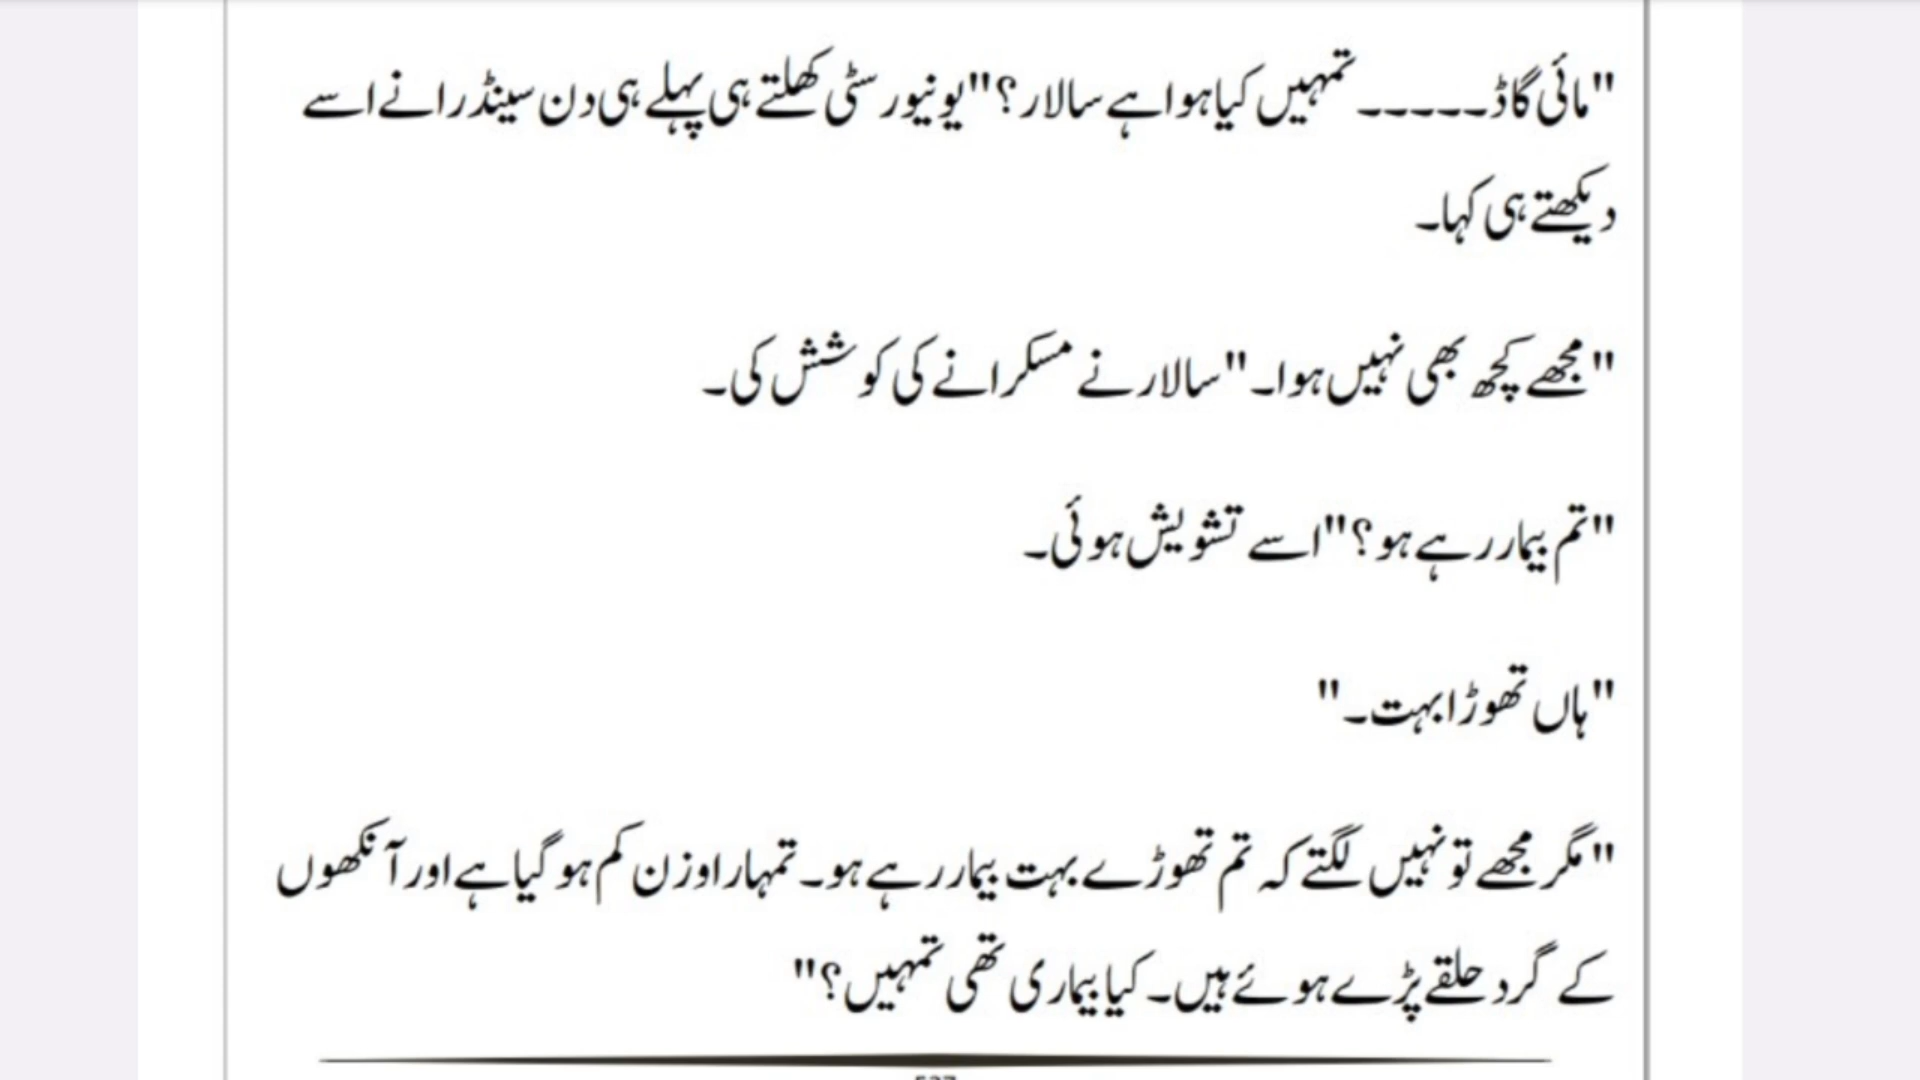 "مائی گاڈ۔۔۔۔۔ تمہیں کیا ہوا ہے سالار؟" یونیورسٹی کھلتے ہی پہلے ہی دن سینڈرا نے اسے
دیکھتے ہی کہا۔
"مجھے کچھ بھی نہیں ہوا۔" سالار نے مسکرانے کی کوشش کی۔
"تم بیمار رہے ہو؟" اسے تشویش ہوئی۔
"ہاں تھوڑا بہت۔"
"مگر مجھے تو نہیں لگتے کہ تم تھوڑے بہت بیمار رہے ہو۔ تمہارا وزن کم ہو گیا ہے اور آنکھوں
کے گرد حلقے پڑے ہوئے ہیں۔ کیا بیماری تھی تمہیں؟"